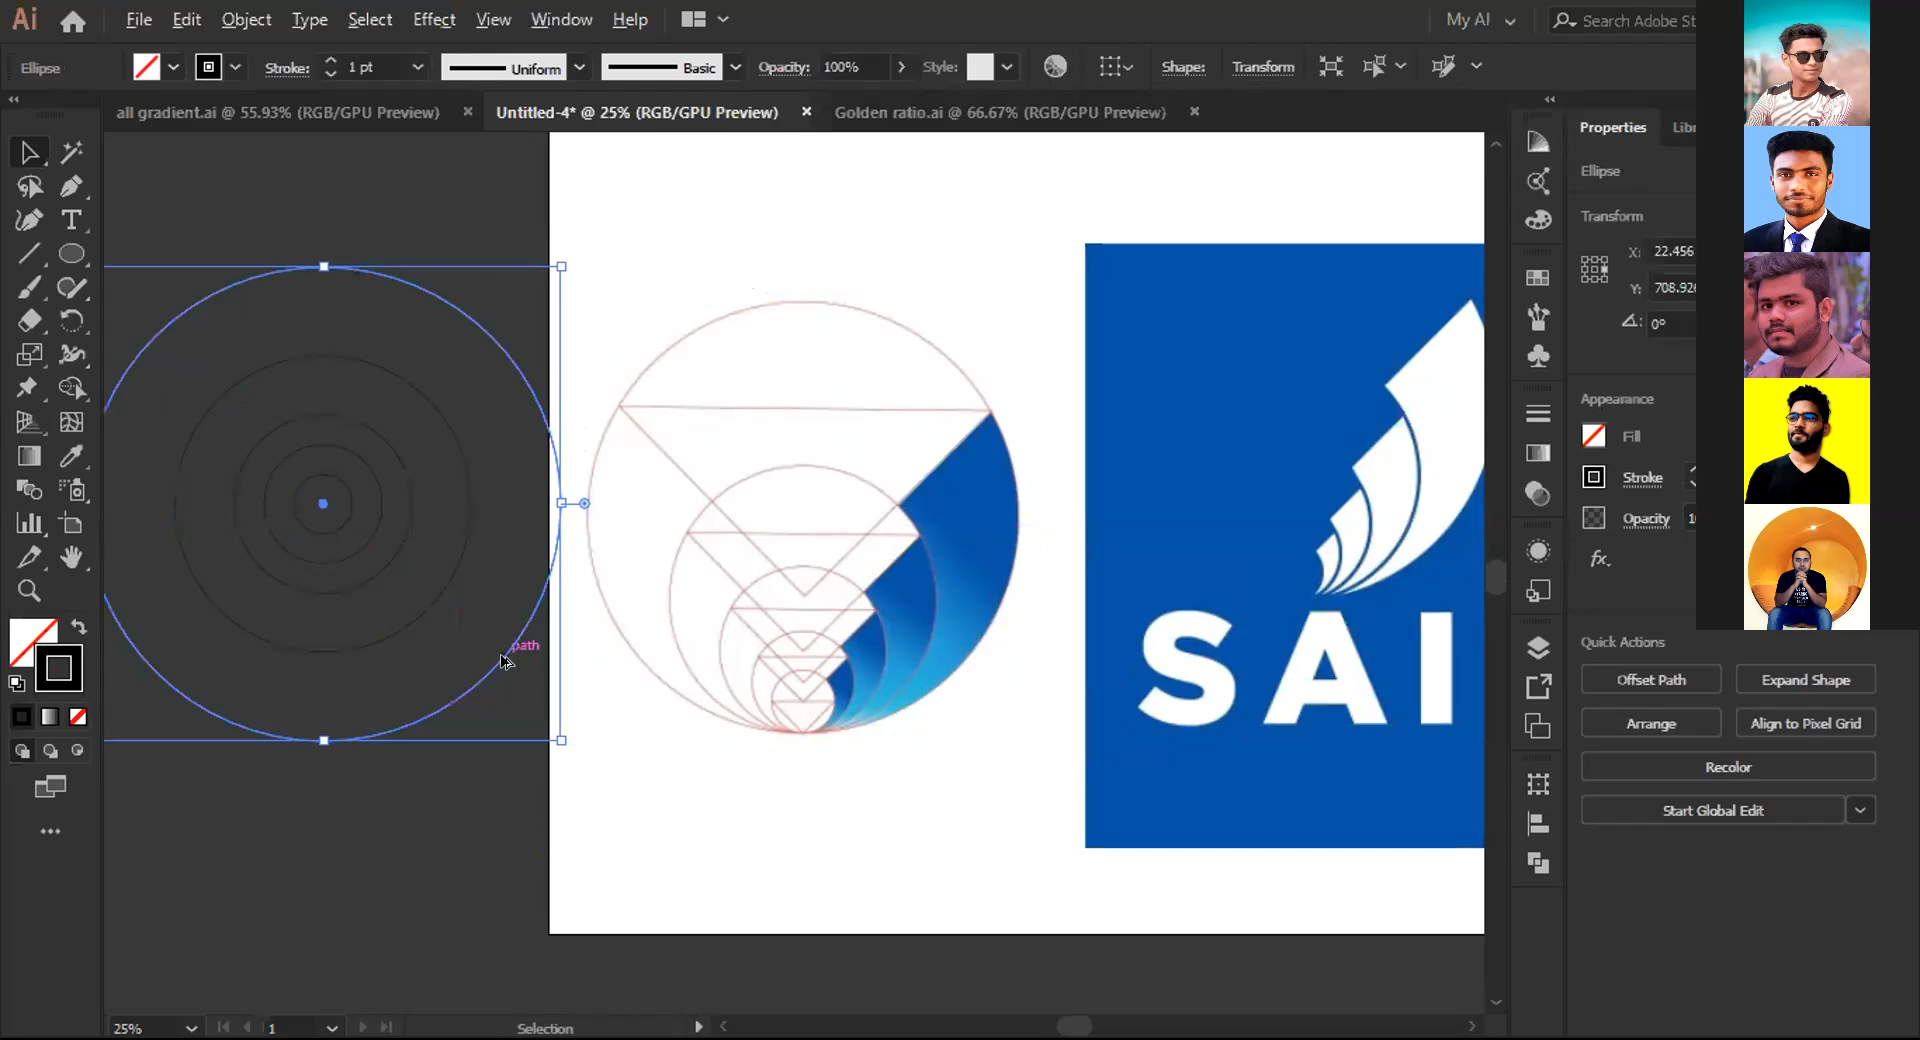 Ai File Edit Object Type Select Effect View Window Help My AI Search Adobe St
Ellipse Stroke: 1 pt Uniform Basic Opacity: 100% Style: Shape: Transform
all gradient.ai @ 55.93% (RGB/GPU Preview) × Untitled-4* @ 25% (RGB/GPU Preview) × Golden ratio.ai @ 66.67% (RGB/GPU Preview) ×
Properties
Ellipse
Transform
X: 22.456
Y:
0°
Appearance
Fill
Stroke
Opacity
fx.
path
SAI
Quick Actions
Offset Path Expand Shape
Arrange Align to Pixel Grid
Recolor
Start Global Edit
25% 1 Selection